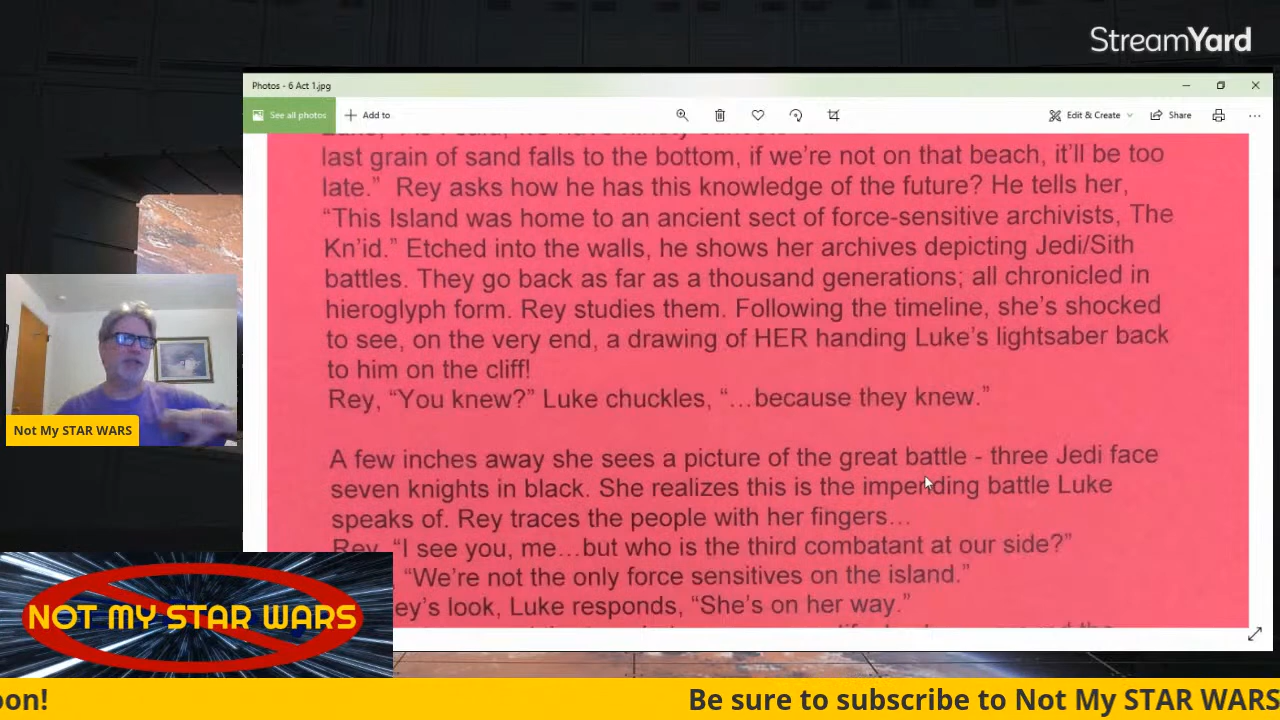 StreamYard
Photos - 6 Act 1.jpg
See all photos
Add to
Edit & Create
Share
last grain of sand falls to the bottom, if we're not on that beach, it'll be too
late." Rey asks how he has this knowledge of the future? He tells her,
"This Island was home to an ancient sect of force-sensitive archivists, The
Kn'id." Etched into the walls, he shows her archives depicting Jedi/Sith
battles. They go back as far as a thousand generations; all chronicled in
hieroglyph form. Rey studies them. Following the timeline, she's shocked
to see, on the very end, a drawing of HER handing Luke's lightsaber back
to him on the cliff!
Rey, "You knew?" Luke chuckles, "...because they knew."
A few inches away she sees a picture of the great battle - three Jedi face
seven knights in black. She realizes this is the impending battle Luke
speaks of. Rey traces the people with her fingers...
Rey, "I see you, me...but who is the third combatant at our side?"
"We're not the only force sensitives on the island."
ey's look, Luke responds, "She's on her way."
Not My STAR WARS
NOT MY STAR WARS
oon!
Be sure to subscribe to Not My STAR WARS